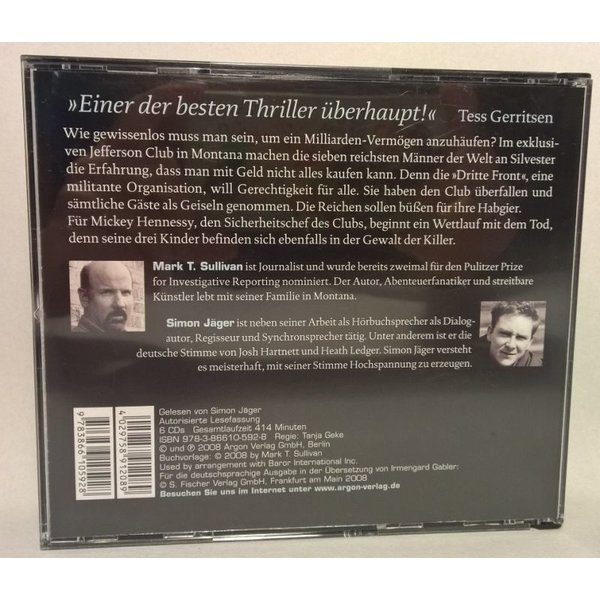 »Einer der besten Thriller überhaupt!« Tess Gerritsen
Wie gewissenlos muss man sein, um ein Milliarden-Vermögen anzuhäufen? Im exklusi-
ven Jefferson Club in Montana machen die sieben reichsten Männer der Welt an Silvester
die Erfahrung, dass man mit Geld nicht alles kaufen kann. Denn die »Dritte Front«, eine
militante Organisation, will Gerechtigkeit für alle. Sie haben den Club überfallen und
sämtliche Gäste als Geiseln genommen. Die Reichen sollen büßen für ihre Habgier.
Für Mickey Hennessy, den Sicherheitschef des Clubs, beginnt ein Wettlauf mit dem Tod,
denn seine drei Kinder befinden sich ebenfalls in der Gewalt der Killer.
Mark T. Sullivan ist Journalist und wurde bereits zweimal für den Pulitzer Prize
for Investigative Reporting nominiert. Der Autor, Abenteuerfanatiker und streitbare
Künstler lebt mit seiner Familie in Montana.
Simon Jäger ist neben seiner Arbeit als Hörbuchsprecher als Dialog-
autor, Regisseur und Synchronsprecher tätig. Unter anderem ist er die
deutsche Stimme von Josh Hartnett und Heath Ledger. Simon Jäger versteht
es meisterhaft, mit seiner Stimme Hochspannung zu erzeugen.
9783866105928
4029758912089
Gelesen von Simon Jäger
Autorisierte Lesefassung
6 CDs Gesamtlaufzeit 414 Minuten
ISBN 978-3-86610-592-8 Regie: Tanja Geke
© und ℗ 2008 Argon Verlag GmbH, Berlin
Buchvorlage: © 2008 by Mark T. Sullivan
Used by arrangement with Baror International Inc.
Für die deutschsprachige Ausgabe in der Übersetzung von Irmengard Gabler:
© S. Fischer Verlag GmbH, Frankfurt am Main 2008
Besuchen Sie uns im Internet unter www.argon-verlag.de